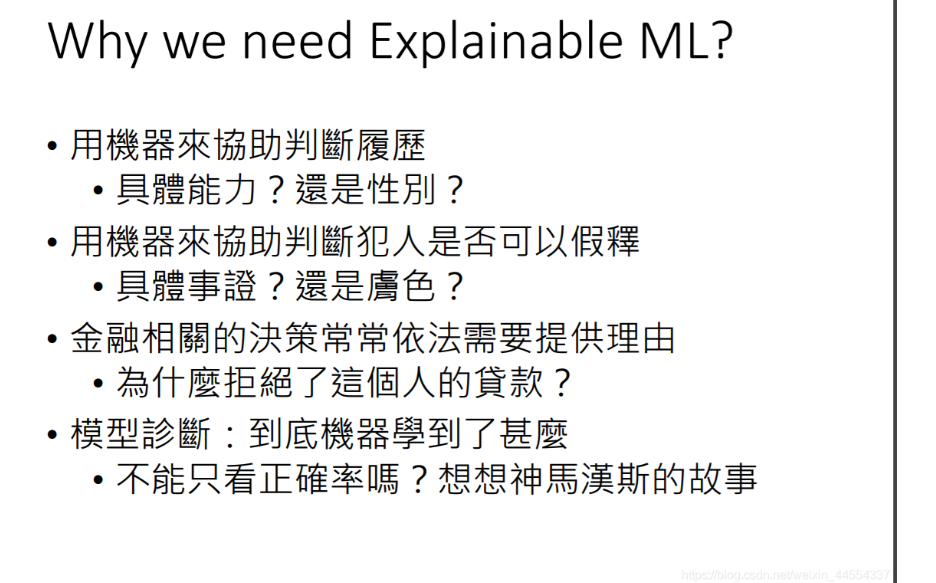 Why we need Explainable ML?
• 用機器來協助判斷履歷
• 具體能力？還是性別？
• 用機器來協助判斷犯人是否可以假釋
• 具體事證？還是膚色？
• 金融相關的決策常常依法需要提供理由
• 為什麼拒絕了這個人的貸款？
• 模型診斷：到底機器學到了甚麼
• 不能只看正確率嗎？想想神馬漢斯的故事
https://blog.csdn.net/weixin_44554337